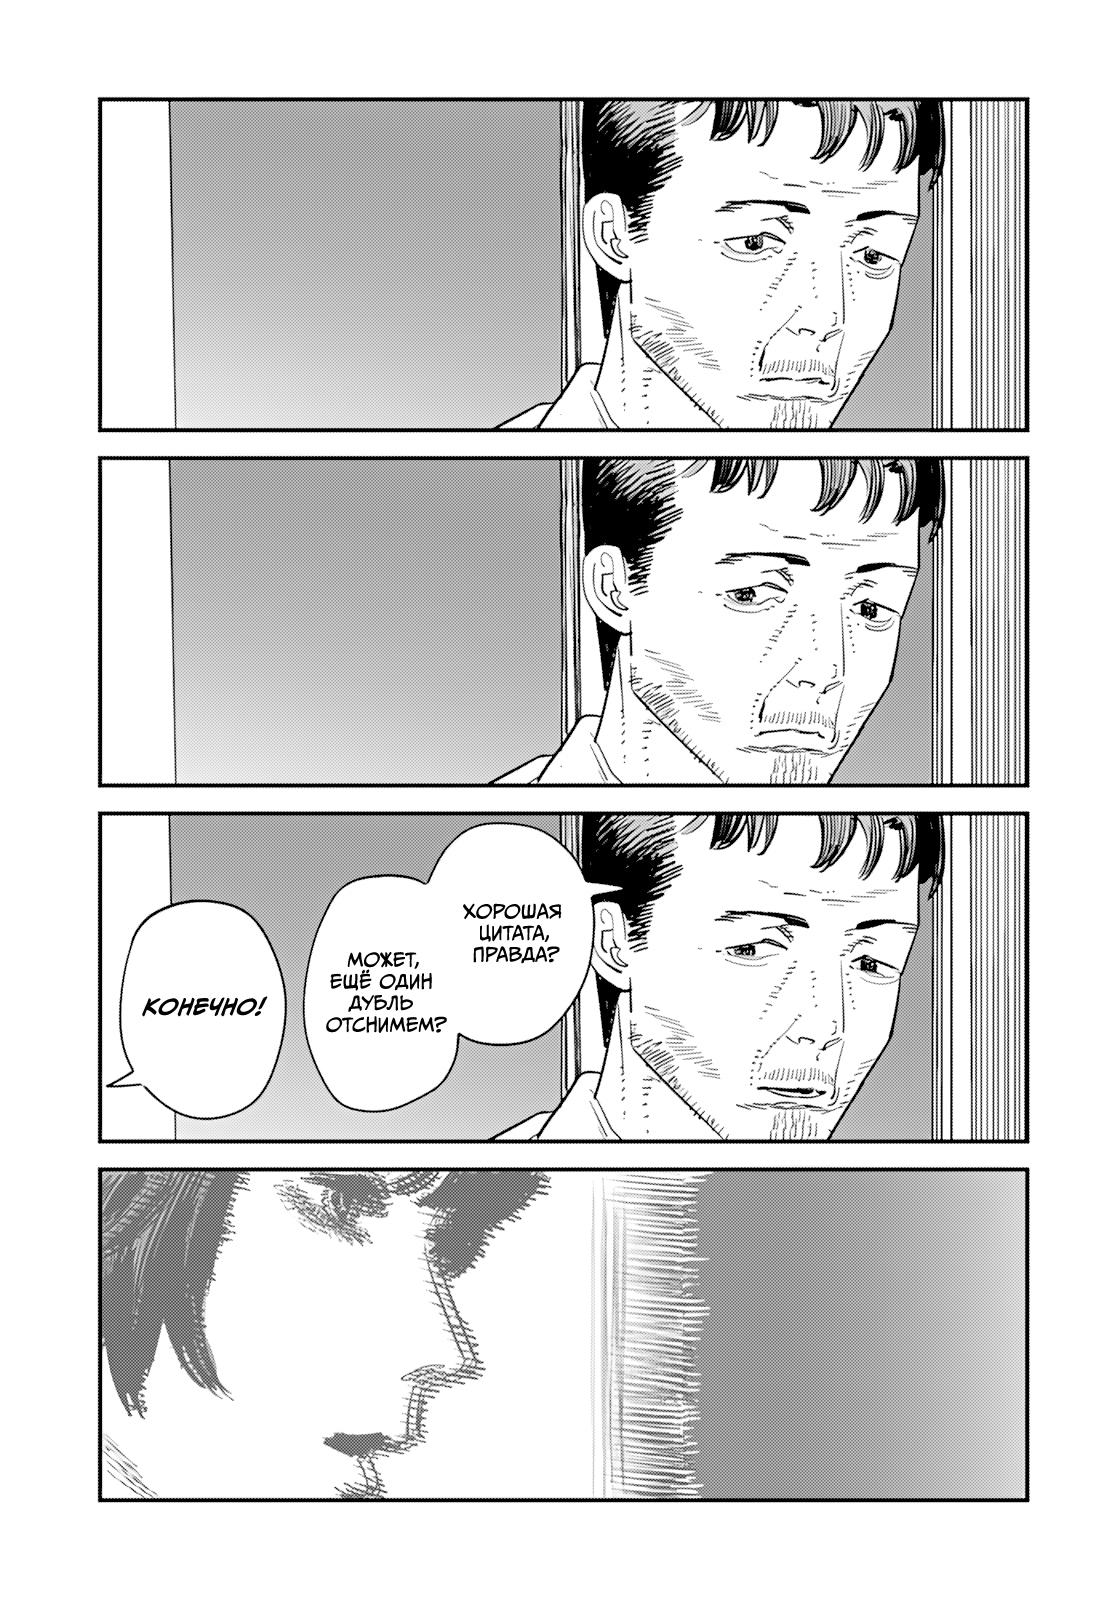 ХОРОШАЯ
ЦИТАТА,
ПРАВДА?
МОЖЕТ,
ЕЩЁ ОДИН
ДУБЛЬ
ОТСНИМЕМ?
КОНЕЧНО!